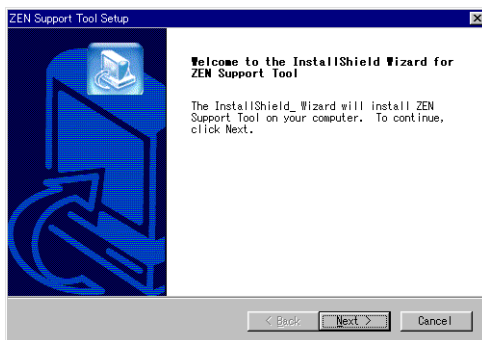 ZEN Support Tool Setup
Welcome to the InstallShield Wizard for
ZEN Support Tool
The InstallShield_ Wizard will install ZEN
Support Tool on your computer. To continue,
click Next.
< Back
Next >
Cancel